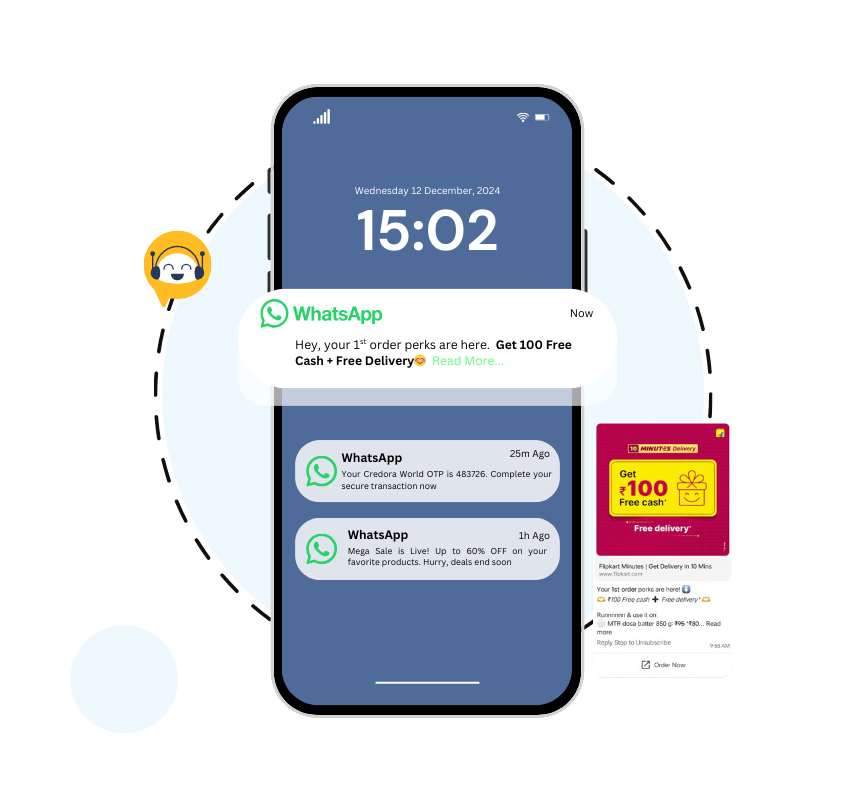 Wednesday 12 December, 2024
15:02
WhatsApp
Now
Hey, your 1st order perks are here. Get 100 Free
Cash + Free Delivery😍 Read More...
WhatsApp
25m Ago
Your Credora World OTP is 483726. Complete your
secure transaction now
WhatsApp
1h Ago
Mega Sale is Live! Up to 60% OFF on your
favorite products. Hurry, deals end soon
10 MINUTES Delivery
Get
₹100
Free cash*
Free delivery*
Flipkart Minutes | Get Delivery in 10 Mins
www.flipkart.com
Your 1st order perks are here! ⬇️
🫶 ₹100 Free cash ➕ Free delivery* 🫶
Runnnnnn & use it on:
⚪ MTR dosa batter 850 g: ₹95 *₹80... Read
more
Reply Stop to Unsubscribe
9:56 AM
Order Now